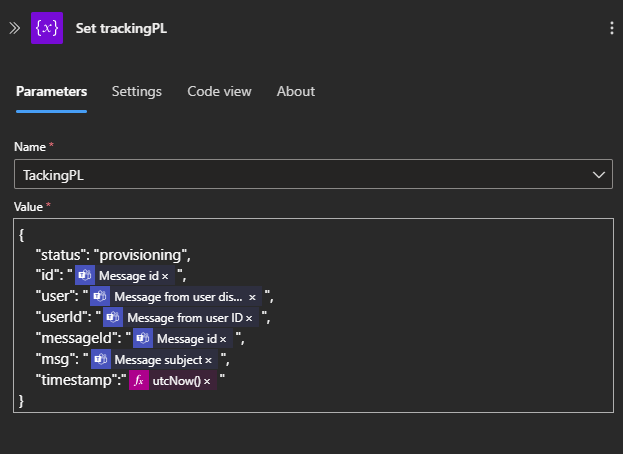 {x} Set trackingPL
Parameters Settings Code view About
Name *
TackingPL
Value *
{
"status": "provisioning",
"id": " Message id × ",
"user": " Message from user dis... × ",
"userId": " Message from user ID × ",
"messageId": " Message id × ",
"msg": " Message subject × ",
"timestamp":" fx utcNow() × "
}